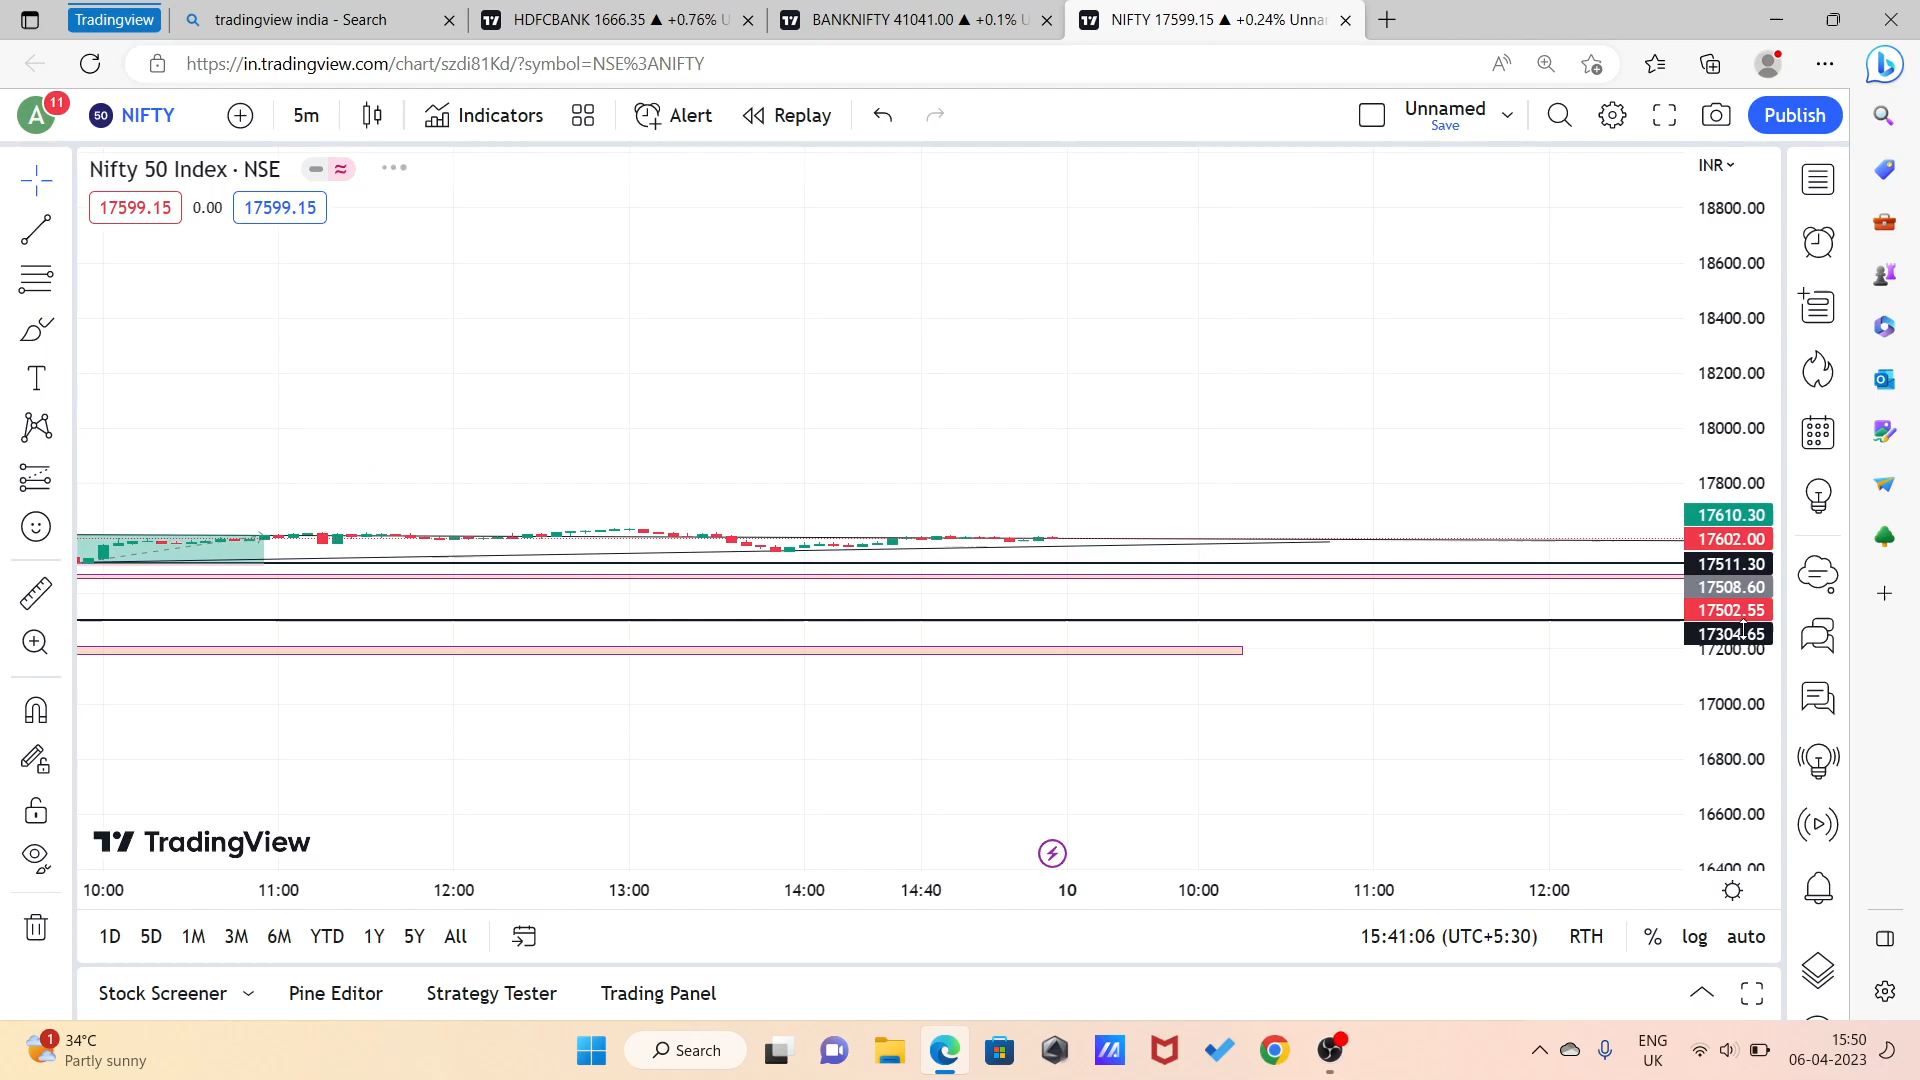 Tradingview
tradingview india - Search
HDFCBANK 1666.35 ▲ +0.76% U
BANKNIFTY 41041.00 ▲ +0.1% U
NIFTY 17599.15 ▲ +0.24% Unna
https://in.tradingview.com/chart/szdi81Kd/?symbol=NSE%3ANIFTY
A 11
50 NIFTY
5m
Indicators
Alert
Replay
Unnamed
Save
Publish
Nifty 50 Index · NSE
17599.15 0.00 17599.15
INR
18800.00
18600.00
18400.00
18200.00
18000.00
17800.00
17610.30
17602.00
17511.30
17508.60
17502.55
17304.65
17200.00
17000.00
16800.00
16600.00
16400.00
TradingView
10:00 11:00 12:00 13:00 14:00 14:40 10 10:00 11:00 12:00
1D 5D 1M 3M 6M YTD 1Y 5Y All
15:41:06 (UTC+5:30) RTH % log auto
Stock Screener Pine Editor Strategy Tester Trading Panel
1
34°C
Partly sunny
Search
ENG
UK
15:50
06-04-2023